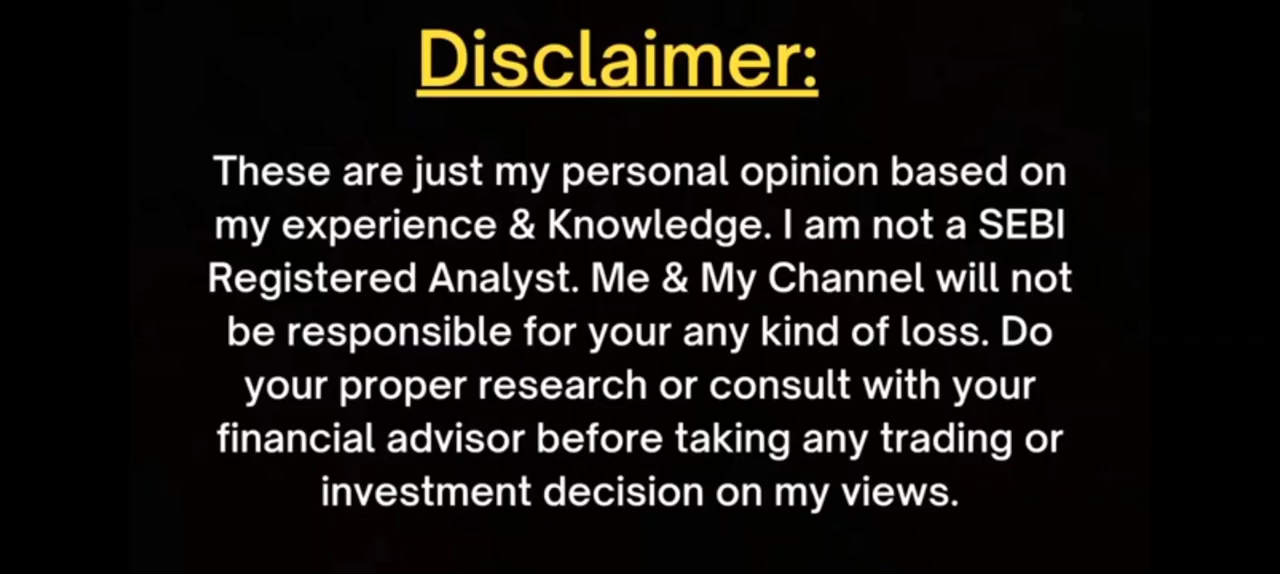 Disclaimer:
These are just my personal opinion based on
my experience & Knowledge. I am not a SEBI
Registered Analyst. Me & My Channel will not
be responsible for your any kind of loss. Do
your proper research or consult with your
financial advisor before taking any trading or
investment decision on my views.